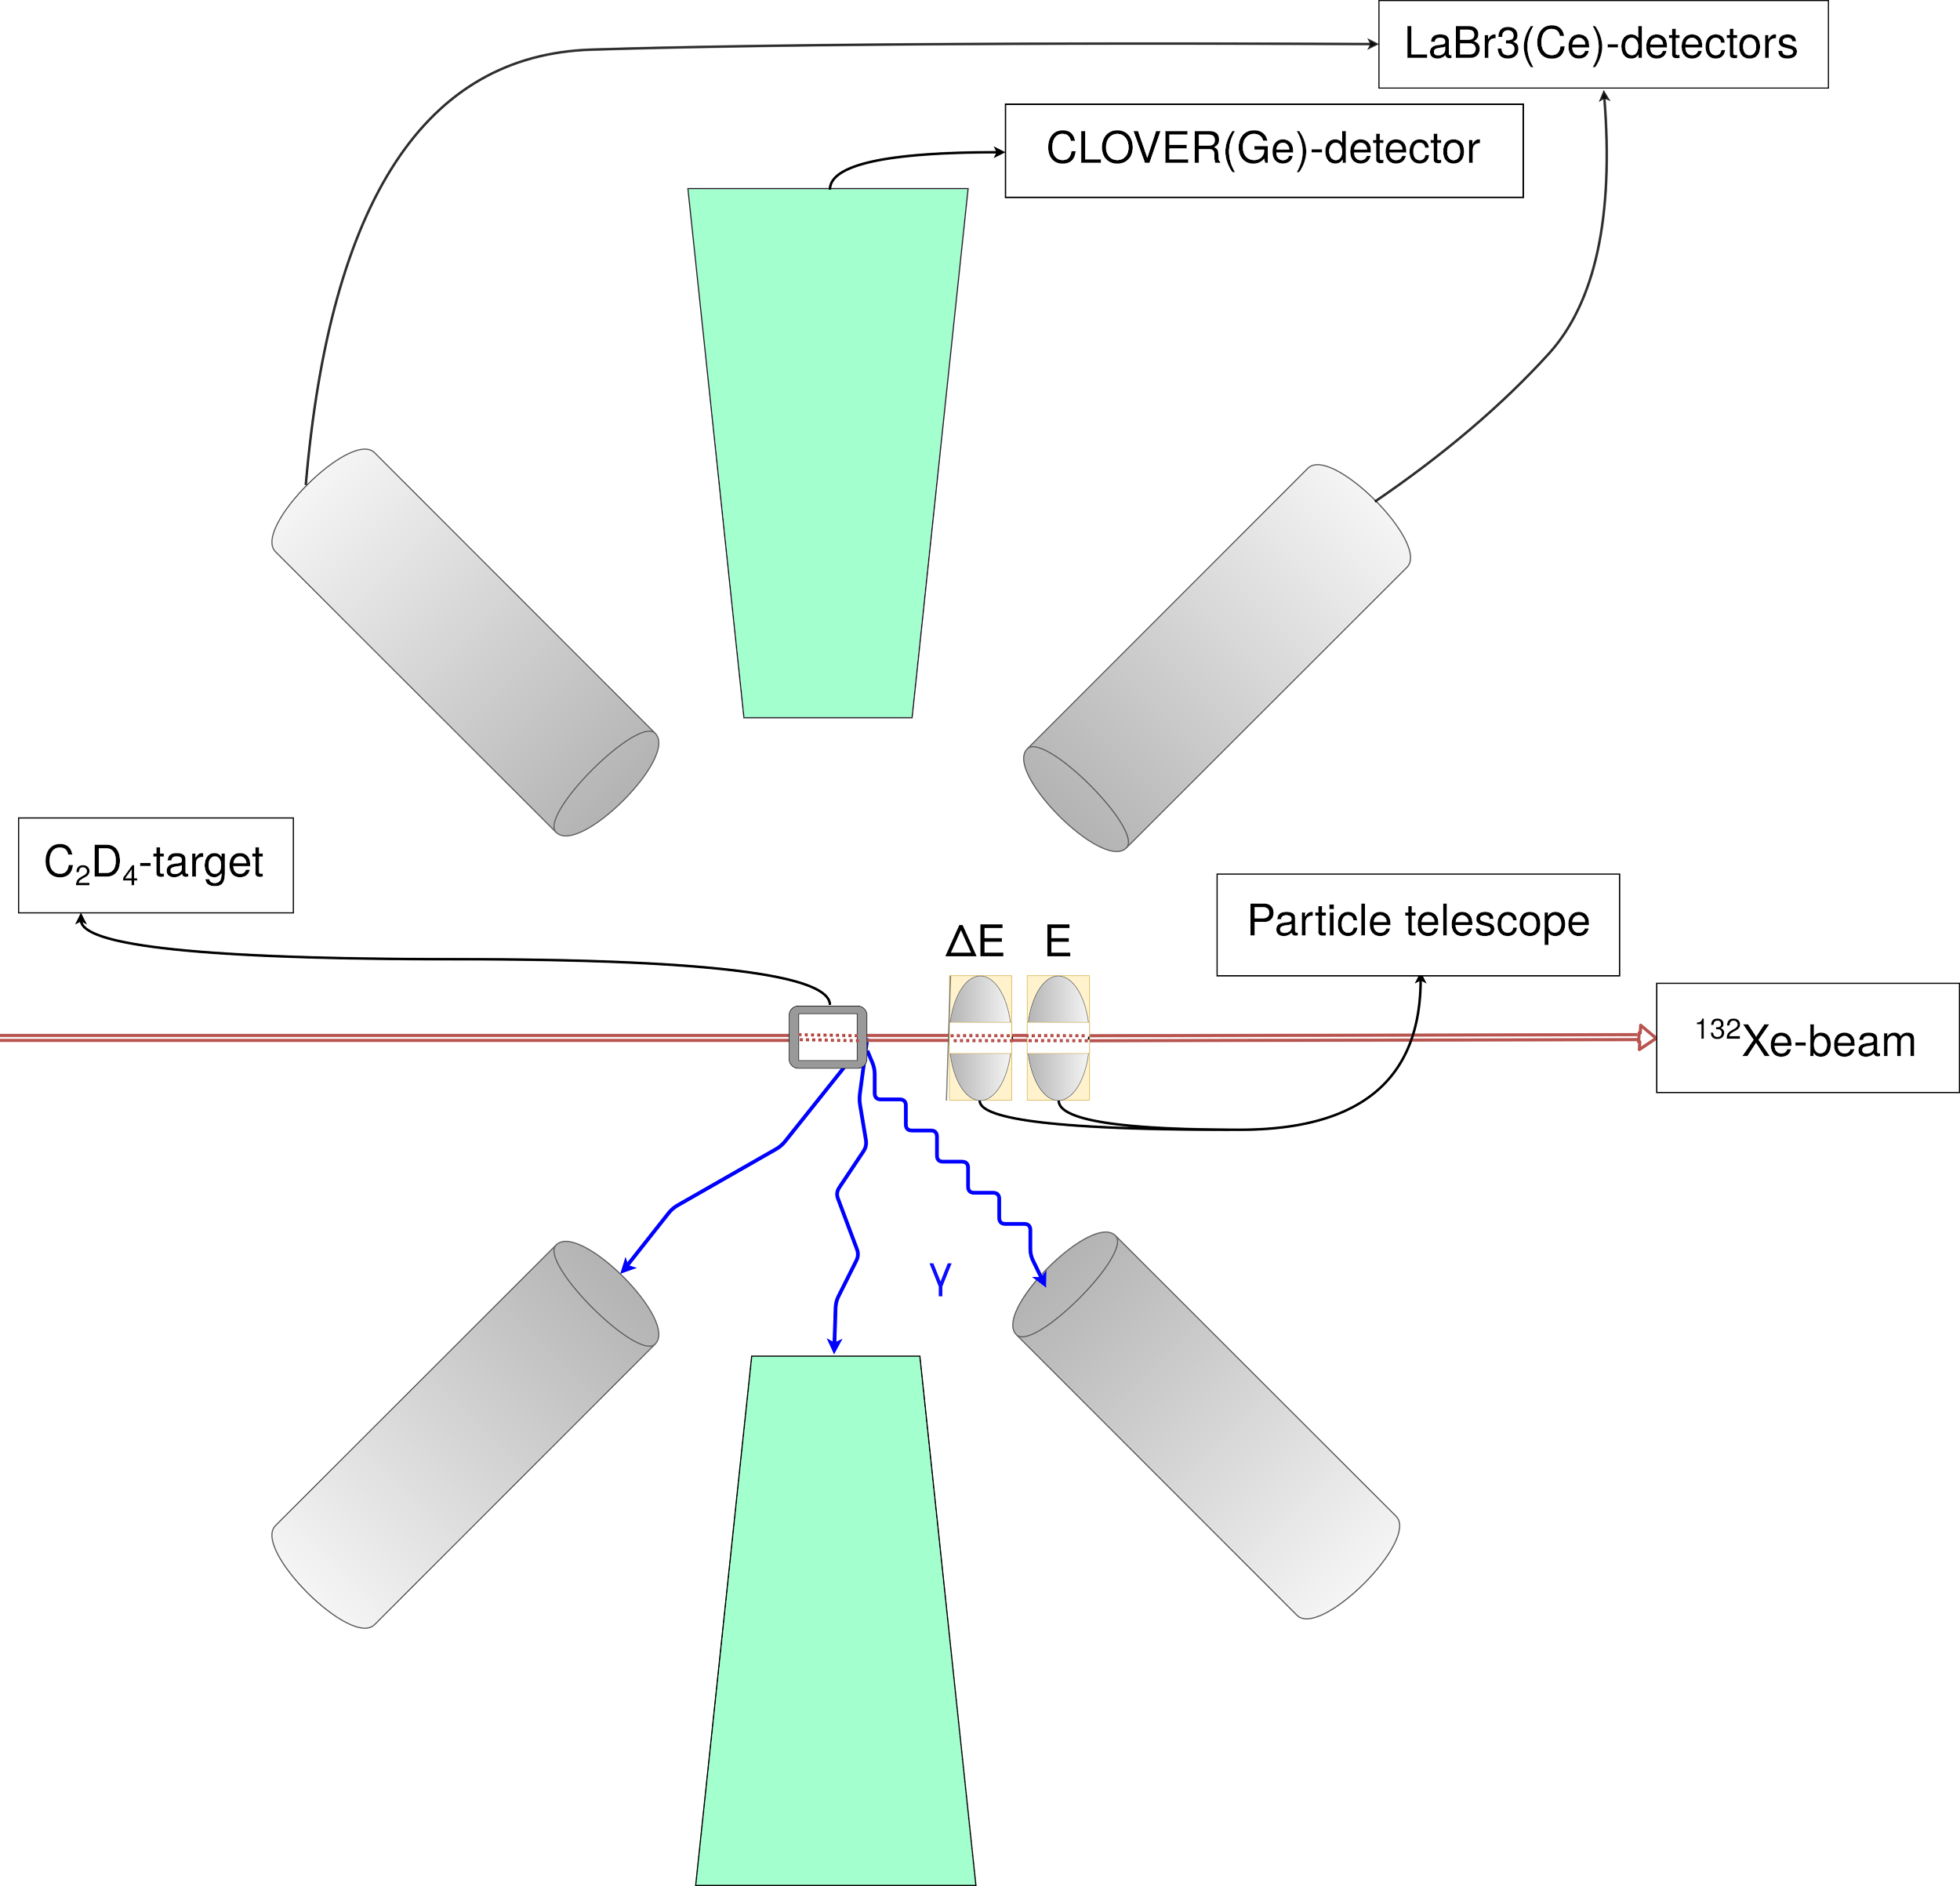 LaBr3(Ce)-detectors
CLOVER(Ge)-detector
C₂D₄-target
Particle telescope
ΔE E
¹³²Xe-beam
γ